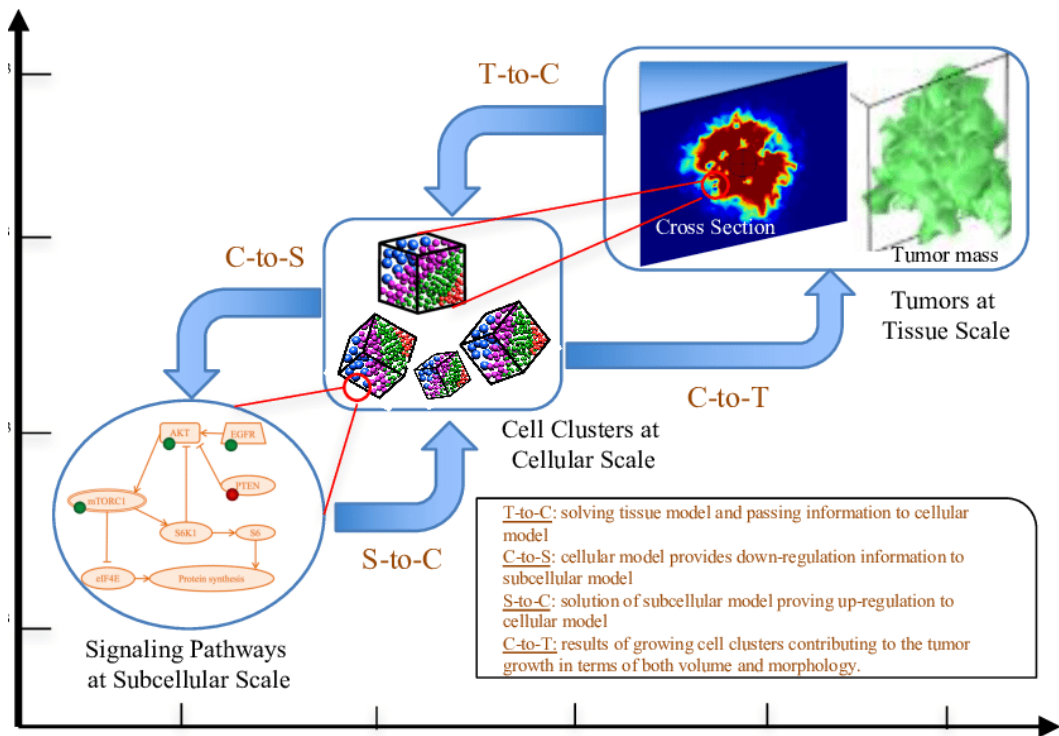 T-to-C
Cross Section
Tumor mass
C-to-S
Tumors at
Tissue Scale
C-to-T
Cell Clusters at
Cellular Scale
AKT
EGFR
PTEN
mTORC1
S6K1
S6
eIF4E
Protein synthesis
S-to-C
Signaling Pathways
at Subcellular Scale
T-to-C: solving tissue model and passing information to cellular
model
C-to-S: cellular model provides down-regulation information to
subcellular model
S-to-C: solution of subcellular model proving up-regulation to
cellular model
C-to-T: results of growing cell clusters contributing to the tumor
growth in terms of both volume and morphology.